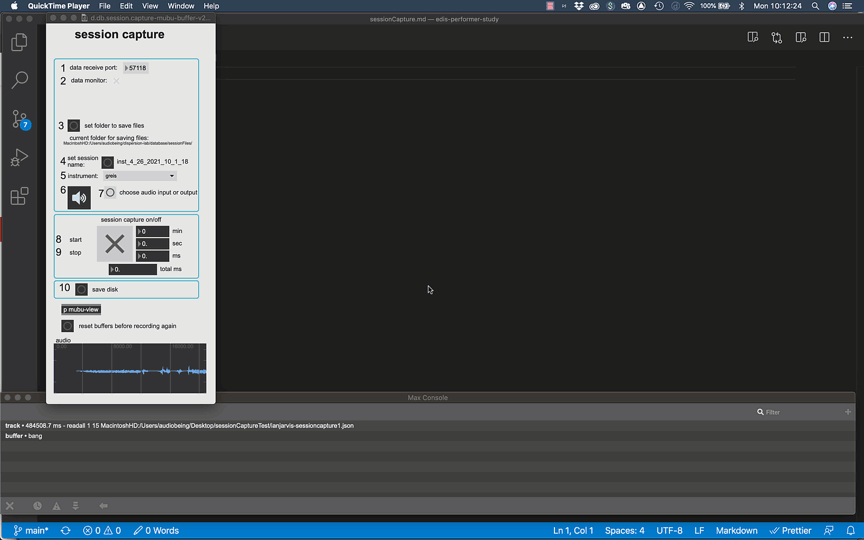 QuickTime Player File Edit View Window Help
100% Mon 10:12:24
d.db.session.capture-mubu-buffer-v2...
sessionCapture.md — edis-performer-study
session capture
1 data receive port: 57118
2 data monitor:
3 set folder to save files
current folder for saving files:
MacintoshHD:/Users/audiobeing/dispersion-lab/database/sessionFiles/
4 set session name: inst_4_26_2021_10_1_18
5 instrument: greis
6
7 choose audio input or output
session capture on/off
0 min
8 start
0. sec
9 stop
0. ms
0. total ms
10 save disk
p mubu-view
reset buffers before recording again
audio
7
Max Console
Filter
track • 484508.7 ms - readall 1 15 MacintoshHD:/Users/audiobeing/Desktop/sessionCaptureTest/ianjarvis-sessioncapture1.json
buffer • bang
main* 0 0 0 Words Ln 1, Col 1 Spaces: 4 UTF-8 LF Markdown Prettier